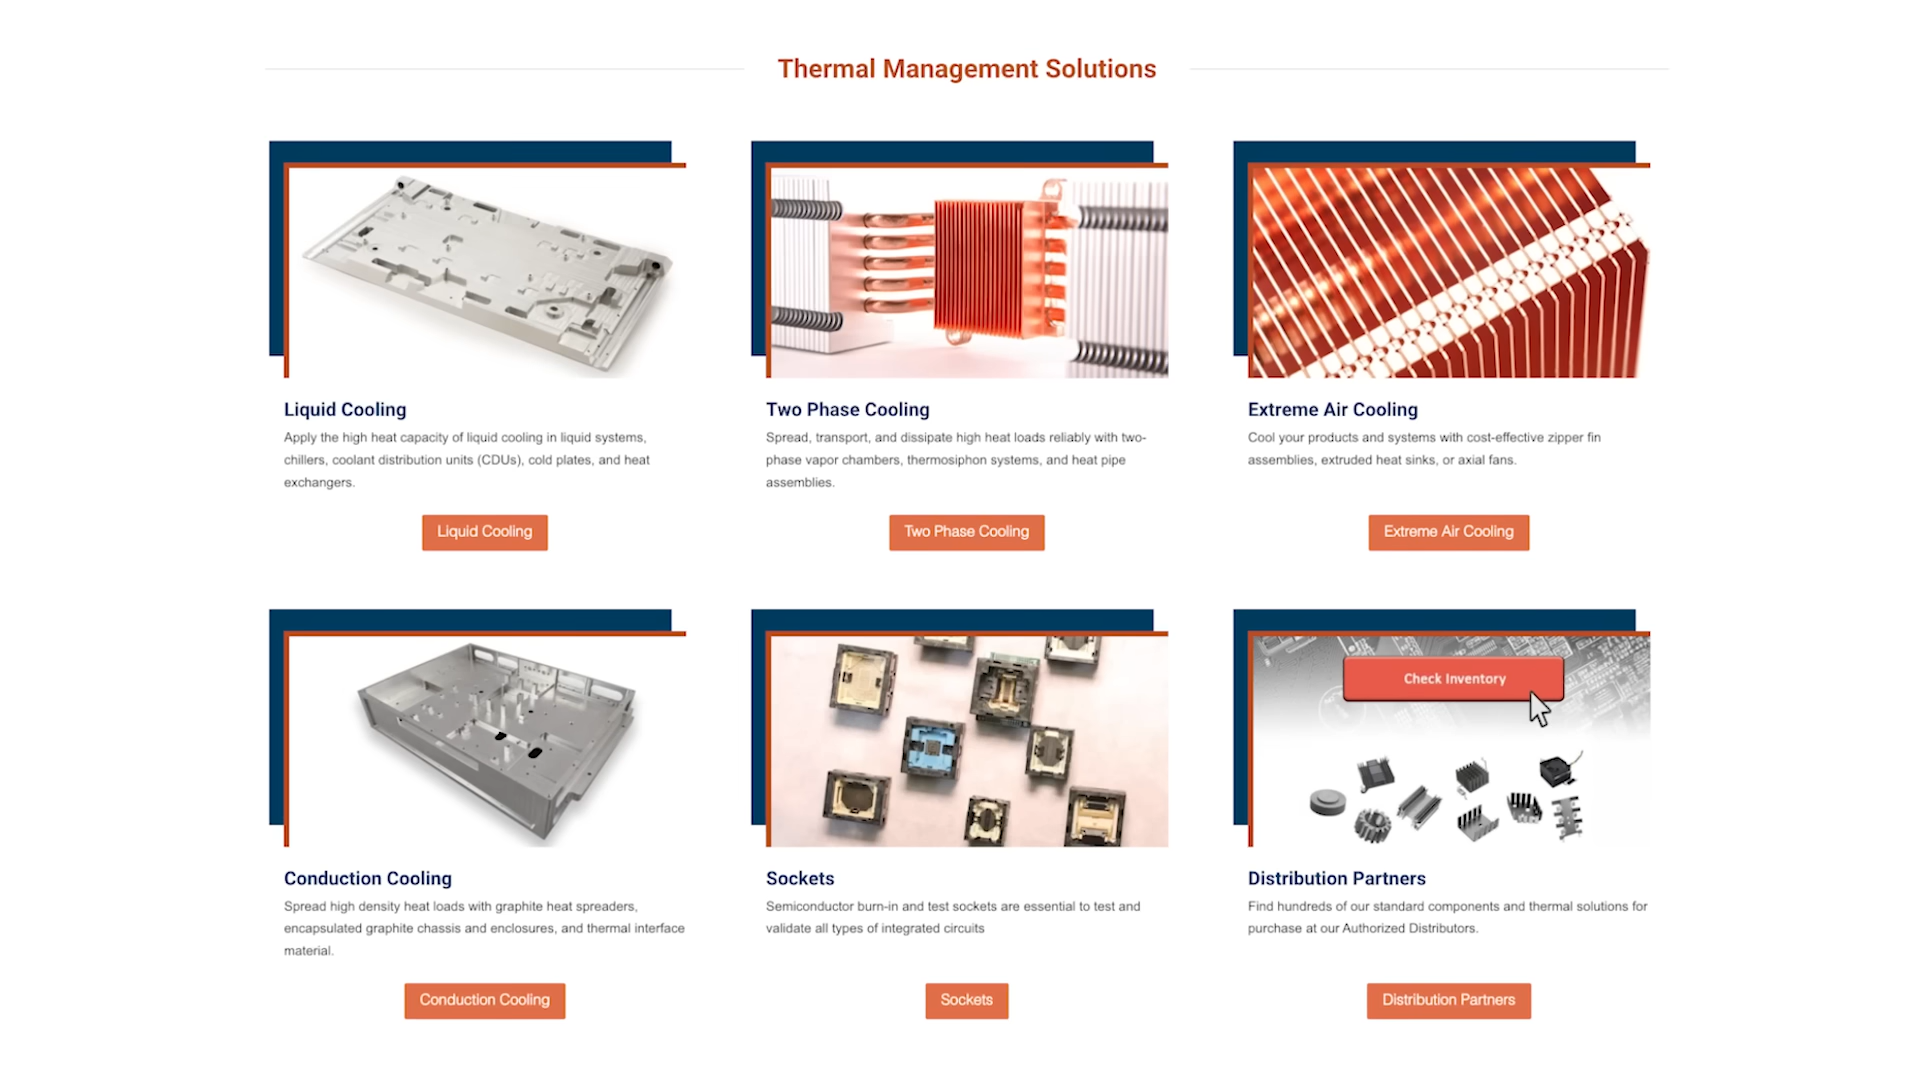 Thermal Management Solutions
Liquid Cooling
Apply the high heat capacity of liquid cooling in liquid systems,
chillers, coolant distribution units (CDUs), cold plates, and heat
exchangers.
Liquid Cooling
Two Phase Cooling
Spread, transport, and dissipate high heat loads reliably with two-
phase vapor chambers, thermosiphon systems, and heat pipe
assemblies.
Two Phase Cooling
Extreme Air Cooling
Cool your products and systems with cost-effective zipper fin
assemblies, extruded heat sinks, or axial fans.
Extreme Air Cooling
Conduction Cooling
Spread high density heat loads with graphite heat spreaders,
encapsulated graphite chassis and enclosures, and thermal interface
material.
Conduction Cooling
Sockets
Semiconductor burn-in and test sockets are essential to test and
validate all types of integrated circuits
Sockets
Check Inventory
Distribution Partners
Find hundreds of our standard components and thermal solutions for
purchase at our Authorized Distributors.
Distribution Partners